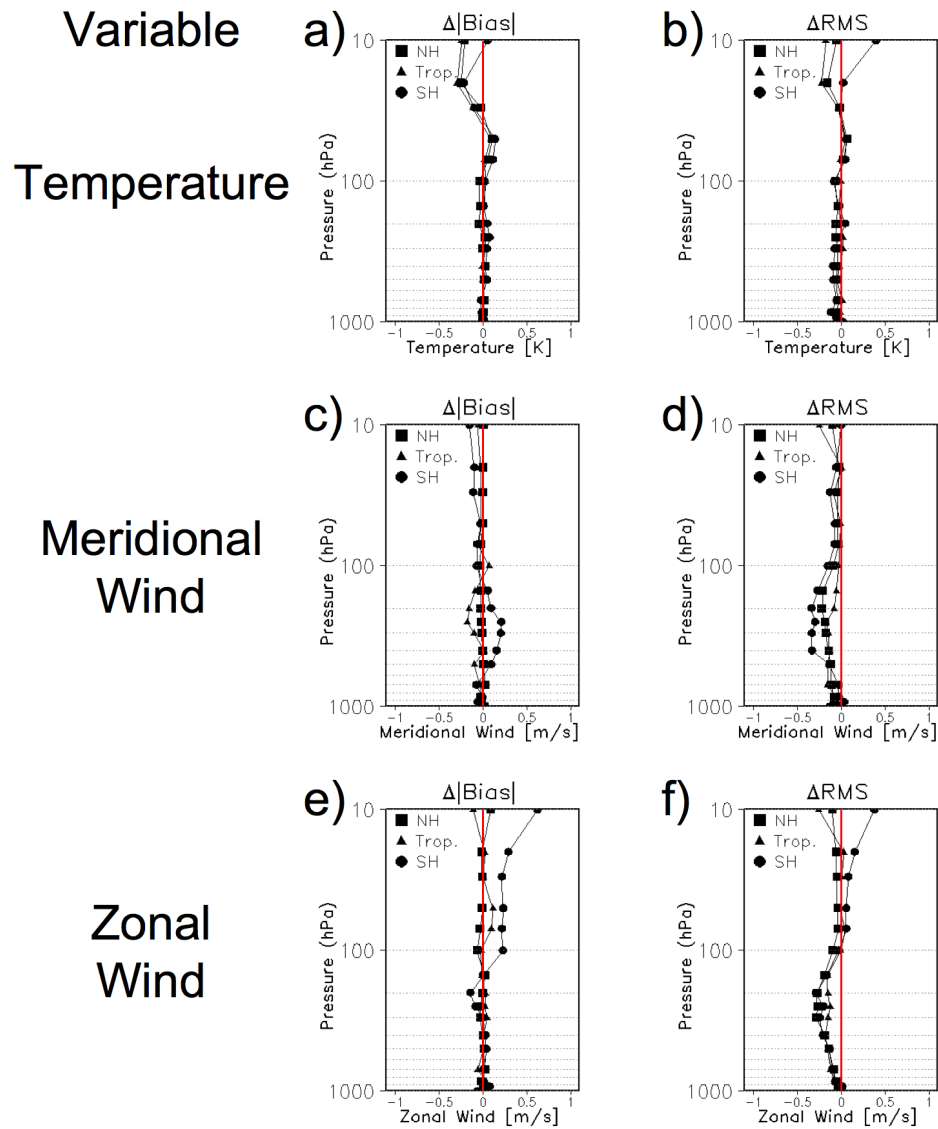 Variable
a)
Δ|Bias|
b)
ΔRMS
Temperature
10
100
1000
Pressure (hPa)
NH
Trop.
SH
-1 -0.5 0 0.5 1
Temperature [K]
10
100
1000
Pressure (hPa)
NH
Trop.
SH
-1 -0.5 0 0.5 1
Temperature [K]
c)
Δ|Bias|
d)
ΔRMS
Meridional
Wind
10
100
1000
Pressure (hPa)
NH
Trop.
SH
-1 -0.5 0 0.5 1
Meridional Wind [m/s]
10
100
1000
Pressure (hPa)
NH
Trop.
SH
-1 -0.5 0 0.5 1
Meridional Wind [m/s]
e)
Δ|Bias|
f)
ΔRMS
Zonal
Wind
10
100
1000
Pressure (hPa)
NH
Trop.
SH
-1 -0.5 0 0.5 1
Zonal Wind [m/s]
10
100
1000
Pressure (hPa)
NH
Trop.
SH
-1 -0.5 0 0.5 1
Zonal Wind [m/s]